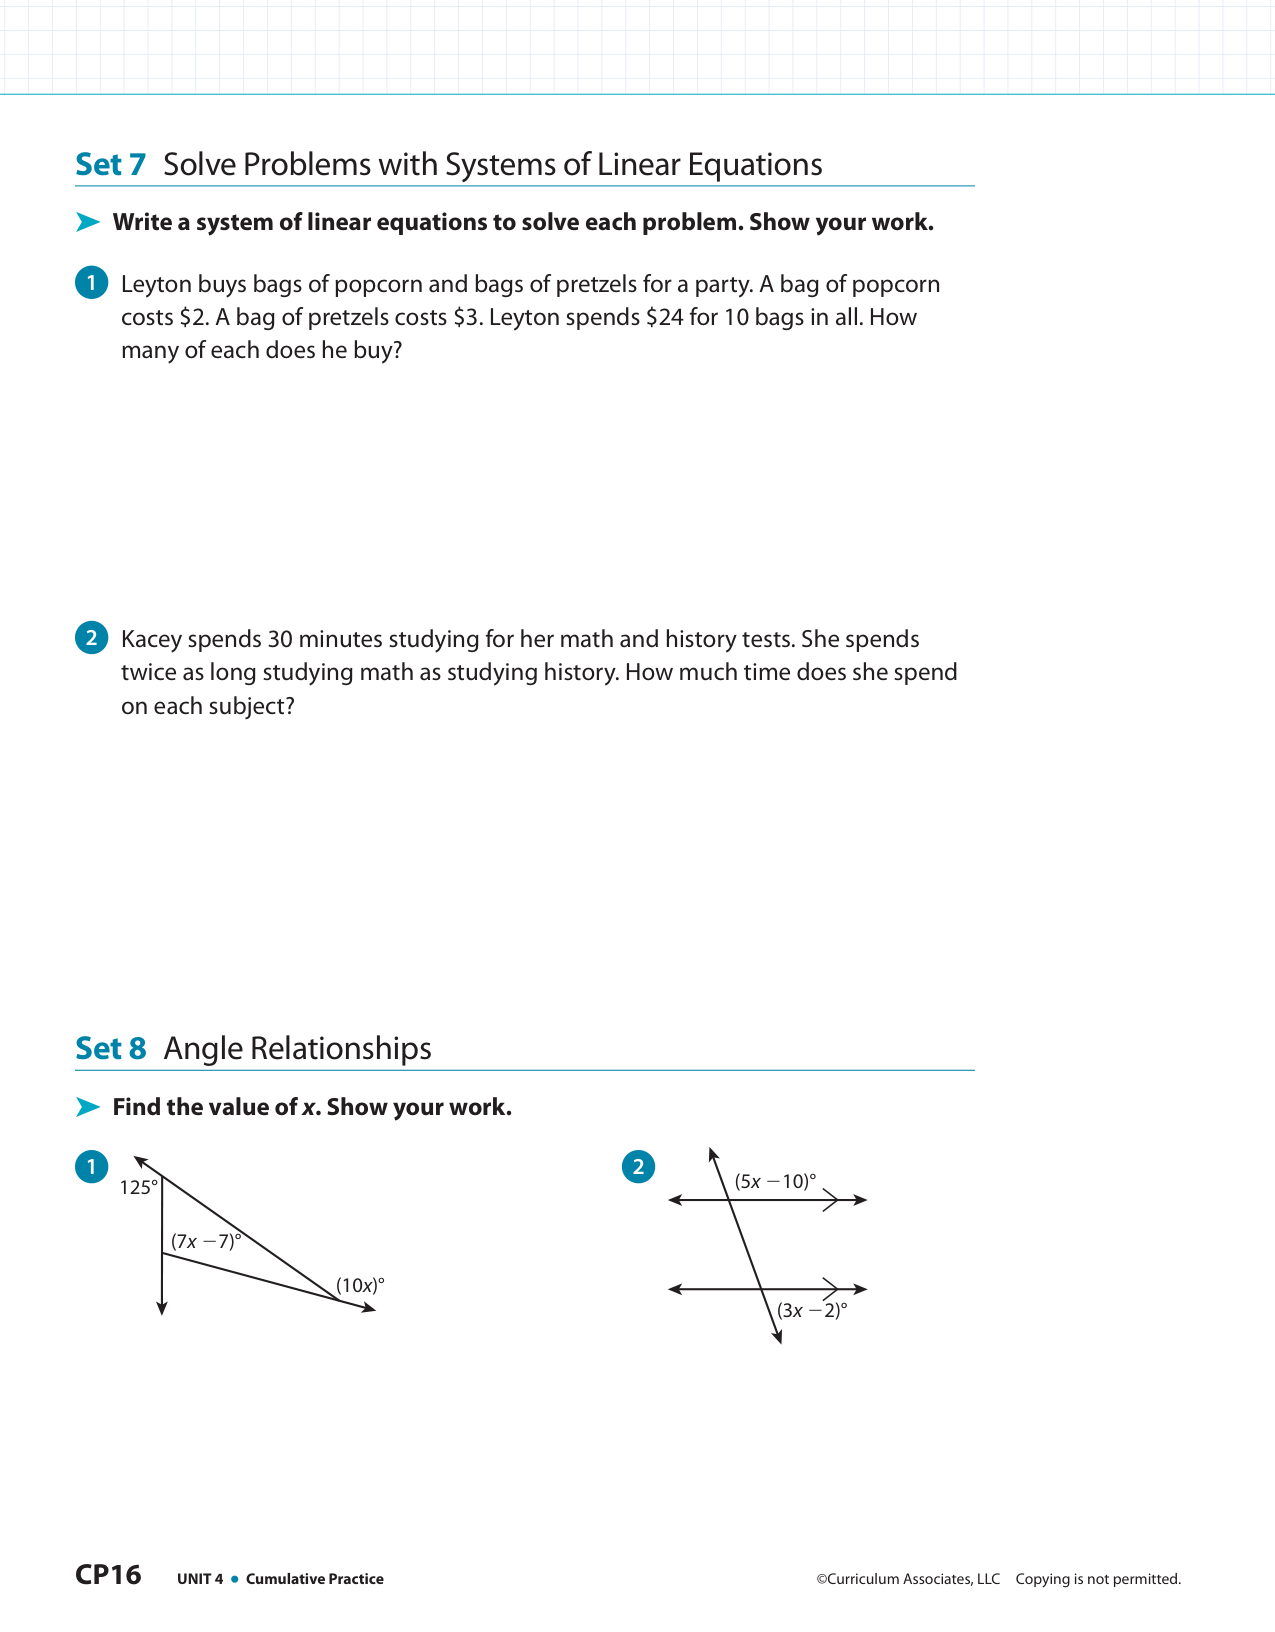 Set 7 Solve Problems with Systems of Linear Equations
Write a system of linear equations to solve each problem. Show your work.
1 Leyton buys bags of popcorn and bags of pretzels for a party. A bag of popcorn
costs $2. A bag of pretzels costs $3. Leyton spends $24 for 10 bags in all. How
many of each does he buy?
2 Kacey spends 30 minutes studying for her math and history tests. She spends
twice as long studying math as studying history. How much time does she spend
on each subject?
Set 8 Angle Relationships
Find the value of x. Show your work.
1
125°
(7x − 7)°
(10x)°
2
(5x − 10)°
(3x − 2)°
CP16 UNIT 4 • Cumulative Practice ©Curriculum Associates, LLC Copying is not permitted.